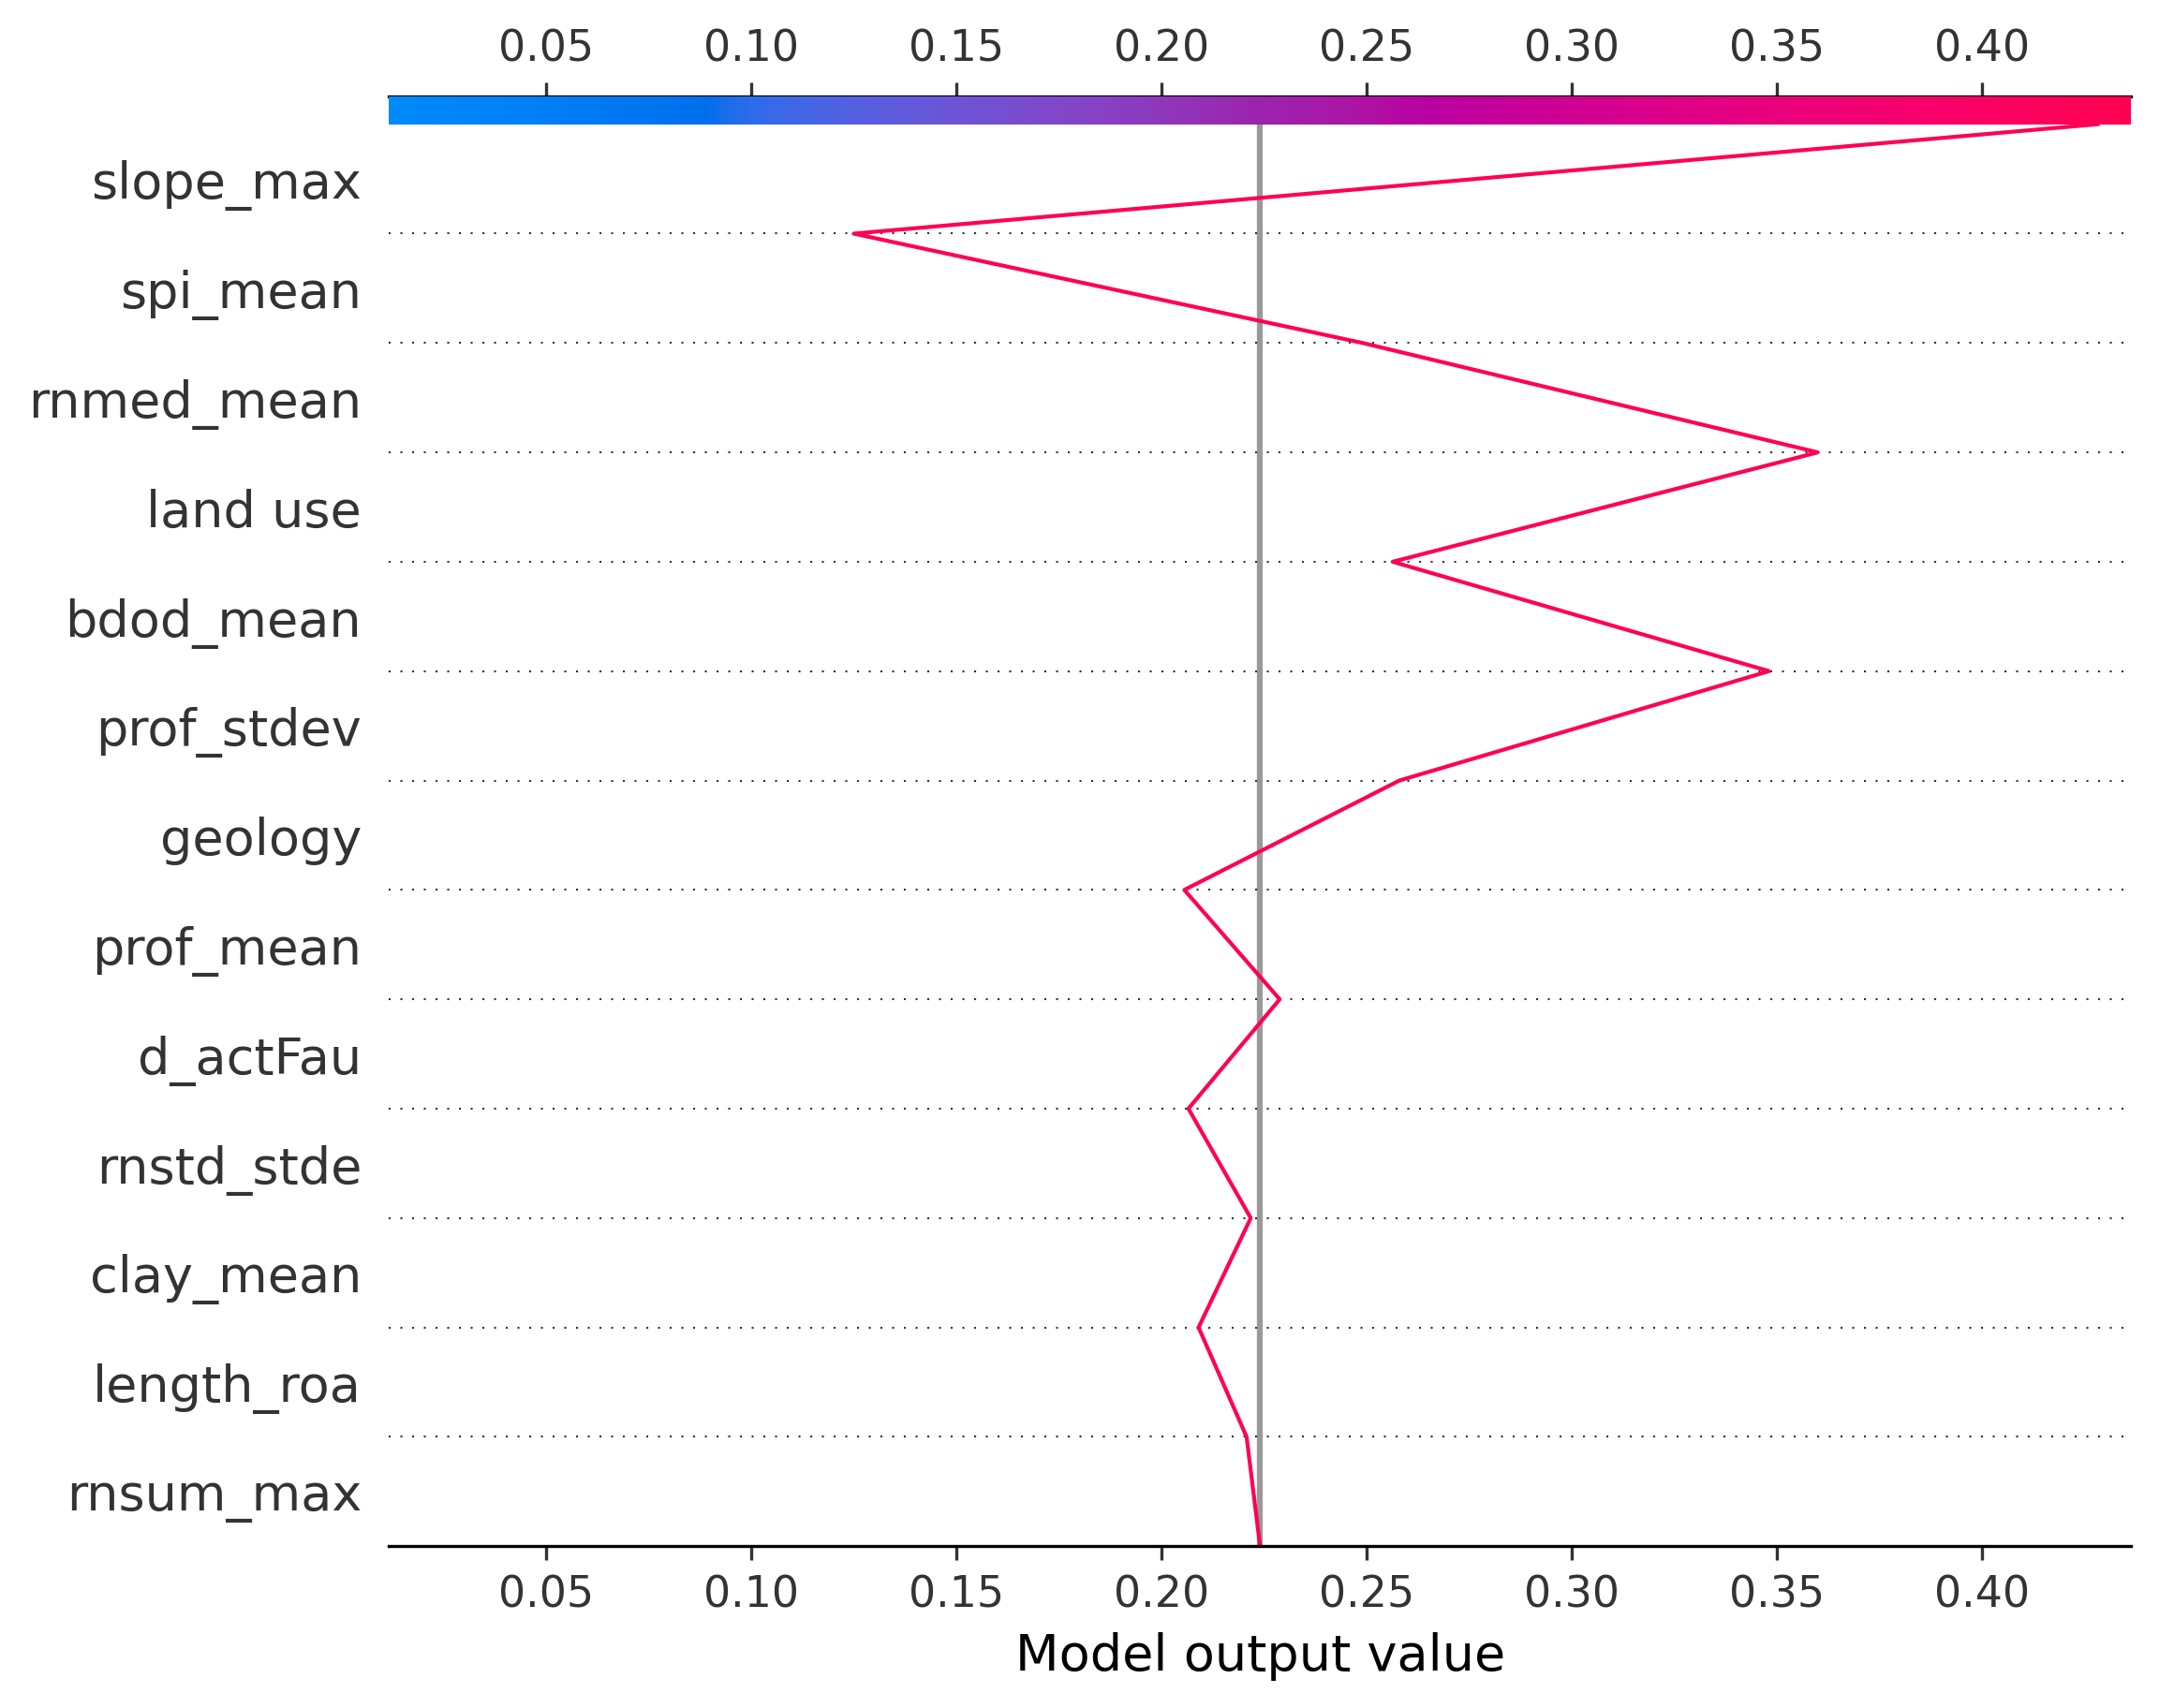 0.05 0.10 0.15 0.20 0.25 0.30 0.35 0.40
slope_max
spi_mean
rnmed_mean
land use
bdod_mean
prof_stdev
geology
prof_mean
d_actFau
rnstd_stde
clay_mean
length_roa
rnsum_max
0.05 0.10 0.15 0.20 0.25 0.30 0.35 0.40
Model output value